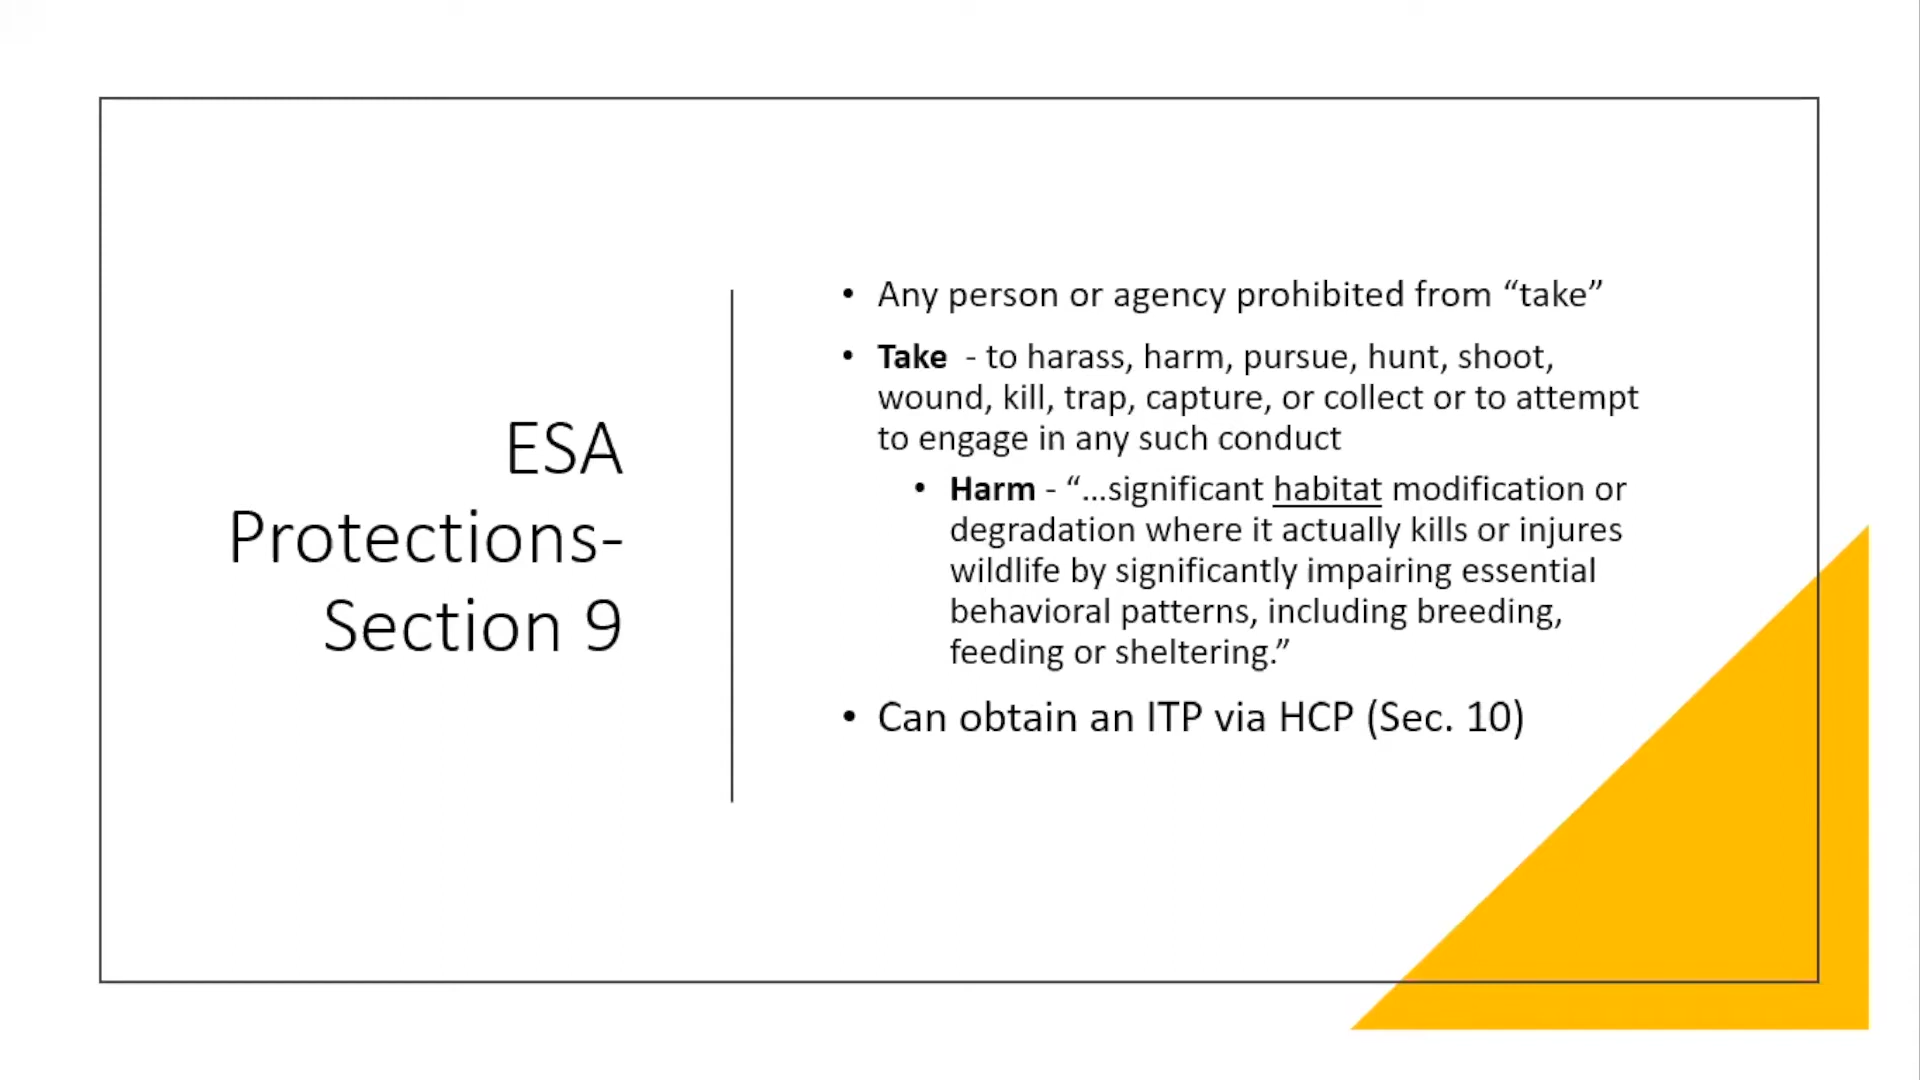 ESA
Protections-
Section 9
• Any person or agency prohibited from “take”
• Take - to harass, harm, pursue, hunt, shoot,
wound, kill, trap, capture, or collect or to attempt
to engage in any such conduct
• Harm - “…significant habitat modification or
degradation where it actually kills or injures
wildlife by significantly impairing essential
behavioral patterns, including breeding,
feeding or sheltering.”
• Can obtain an ITP via HCP (Sec. 10)